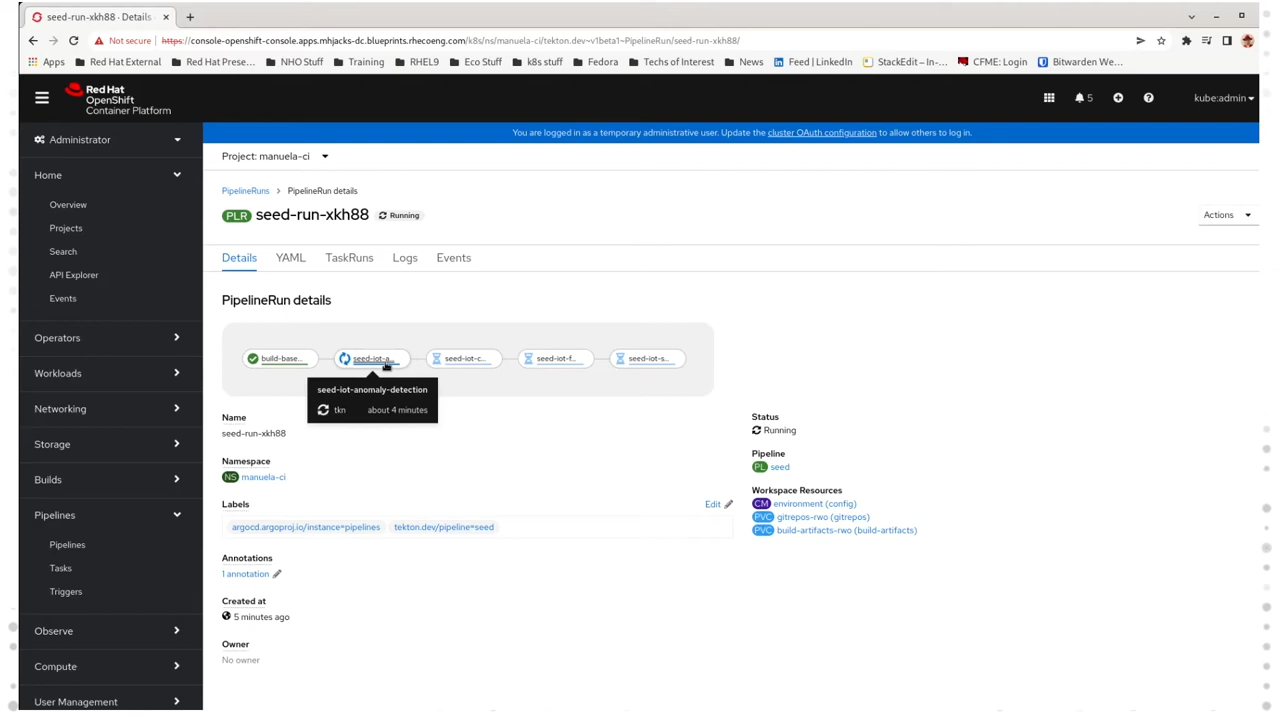 seed-run-xkh88 · Details
Not secure
https://console-openshift-console.apps.mhjacks-dc.blueprints.rhecoeng.com/k8s/ns/manuela-ci/tekton.dev~v1beta1~PipelineRun/seed-run-xkh88/
Apps Red Hat External Red Hat Prese... NHO Stuff Training RHEL9 Eco Stuff k8s stuff Fedora Techs of Interest News Feed | LinkedIn StackEdit – In-... CFME: Login Bitwarden We...
Red Hat
OpenShift
Container Platform
5
kube:admin
You are logged in as a temporary administrative user. Update the cluster OAuth configuration to allow others to log in.
Administrator
Home
Overview
Projects
Search
API Explorer
Events
Operators
Workloads
Networking
Storage
Builds
Pipelines
Pipelines
Tasks
Triggers
Observe
Compute
User Management
Project: manuela-ci
PipelineRuns > PipelineRun details
PLR seed-run-xkh88 Running
Actions
Details YAML TaskRuns Logs Events
PipelineRun details
build-base... seed-iot-a... seed-iot-c... seed-iot-f... seed-iot-s...
seed-iot-anomaly-detection
tkn about 4 minutes
Name
seed-run-xkh88
Namespace
NS manuela-ci
Labels
Edit
argocd.argoproj.io/instance=pipelines tekton.dev/pipeline=seed
Annotations
1 annotation
Created at
5 minutes ago
Owner
No owner
Status
Running
Pipeline
PL seed
Workspace Resources
CM environment (config)
PVC gitrepos-rwo (gitrepos)
PVC build-artifacts-rwo (build-artifacts)